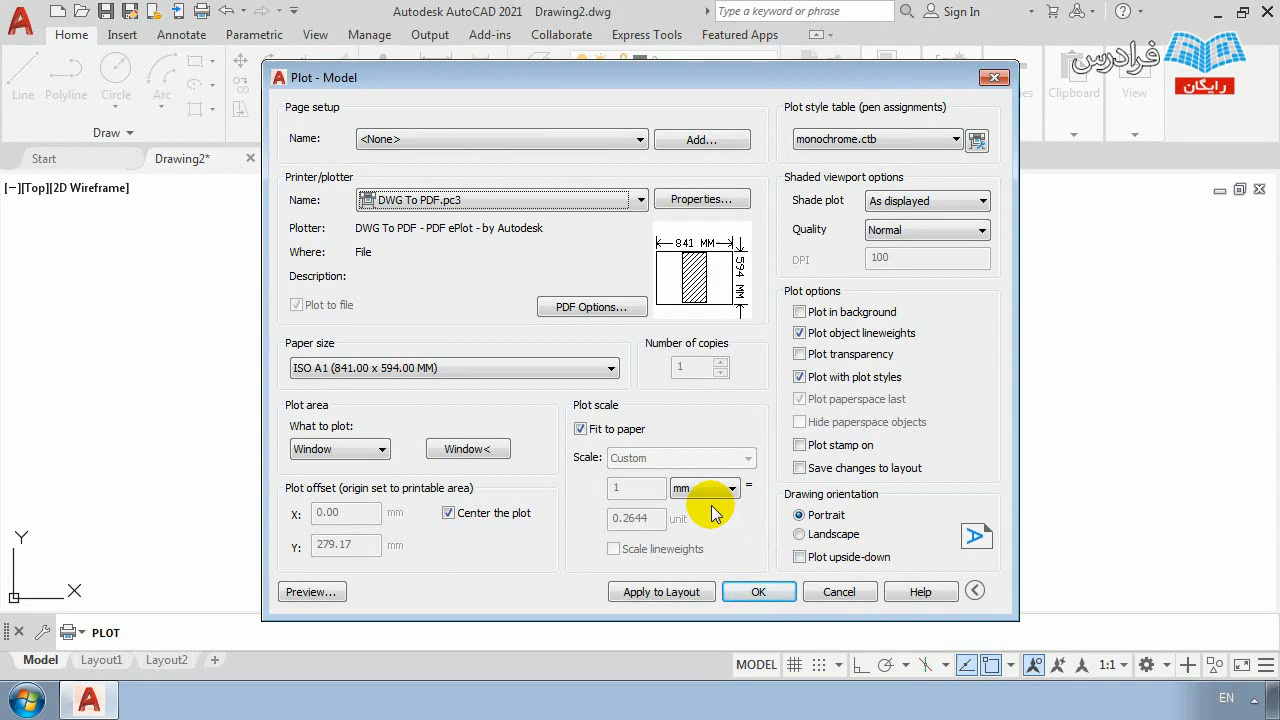 Autodesk AutoCAD 2021 Drawing2.dwg
Type a keyword or phrase
Sign In
Home Insert Annotate Parametric View Manage Output Add-ins Collaborate Express Tools Featured Apps
فرادرس
رایگان
Line Polyline Circle Arc
Clipboard View
Draw
Start Drawing2*
[−][Top][2D Wireframe]
Plot - Model
Page setup
Name: <None> Add...
Printer/plotter
Name: DWG To PDF.pc3 Properties...
Plotter: DWG To PDF - PDF ePlot - by Autodesk
Where: File
Description:
Plot to file
PDF Options...
841 MM
594 MM
Paper size
ISO A1 (841.00 x 594.00 MM)
Number of copies
1
Plot area
What to plot:
Window Window<
Plot scale
Fit to paper
Scale: Custom
1 mm =
0.2644 unit
Scale lineweights
Plot offset (origin set to printable area)
X: 0.00 mm Center the plot
Y: 279.17 mm
Plot style table (pen assignments)
monochrome.ctb
Shaded viewport options
Shade plot As displayed
Quality Normal
DPI 100
Plot options
Plot in background
Plot object lineweights
Plot transparency
Plot with plot styles
Plot paperspace last
Hide paperspace objects
Plot stamp on
Save changes to layout
Drawing orientation
Portrait
Landscape
Plot upside-down
A
Preview... Apply to Layout OK Cancel Help
Y
X
PLOT
Model Layout1 Layout2 +
MODEL 1:1
EN